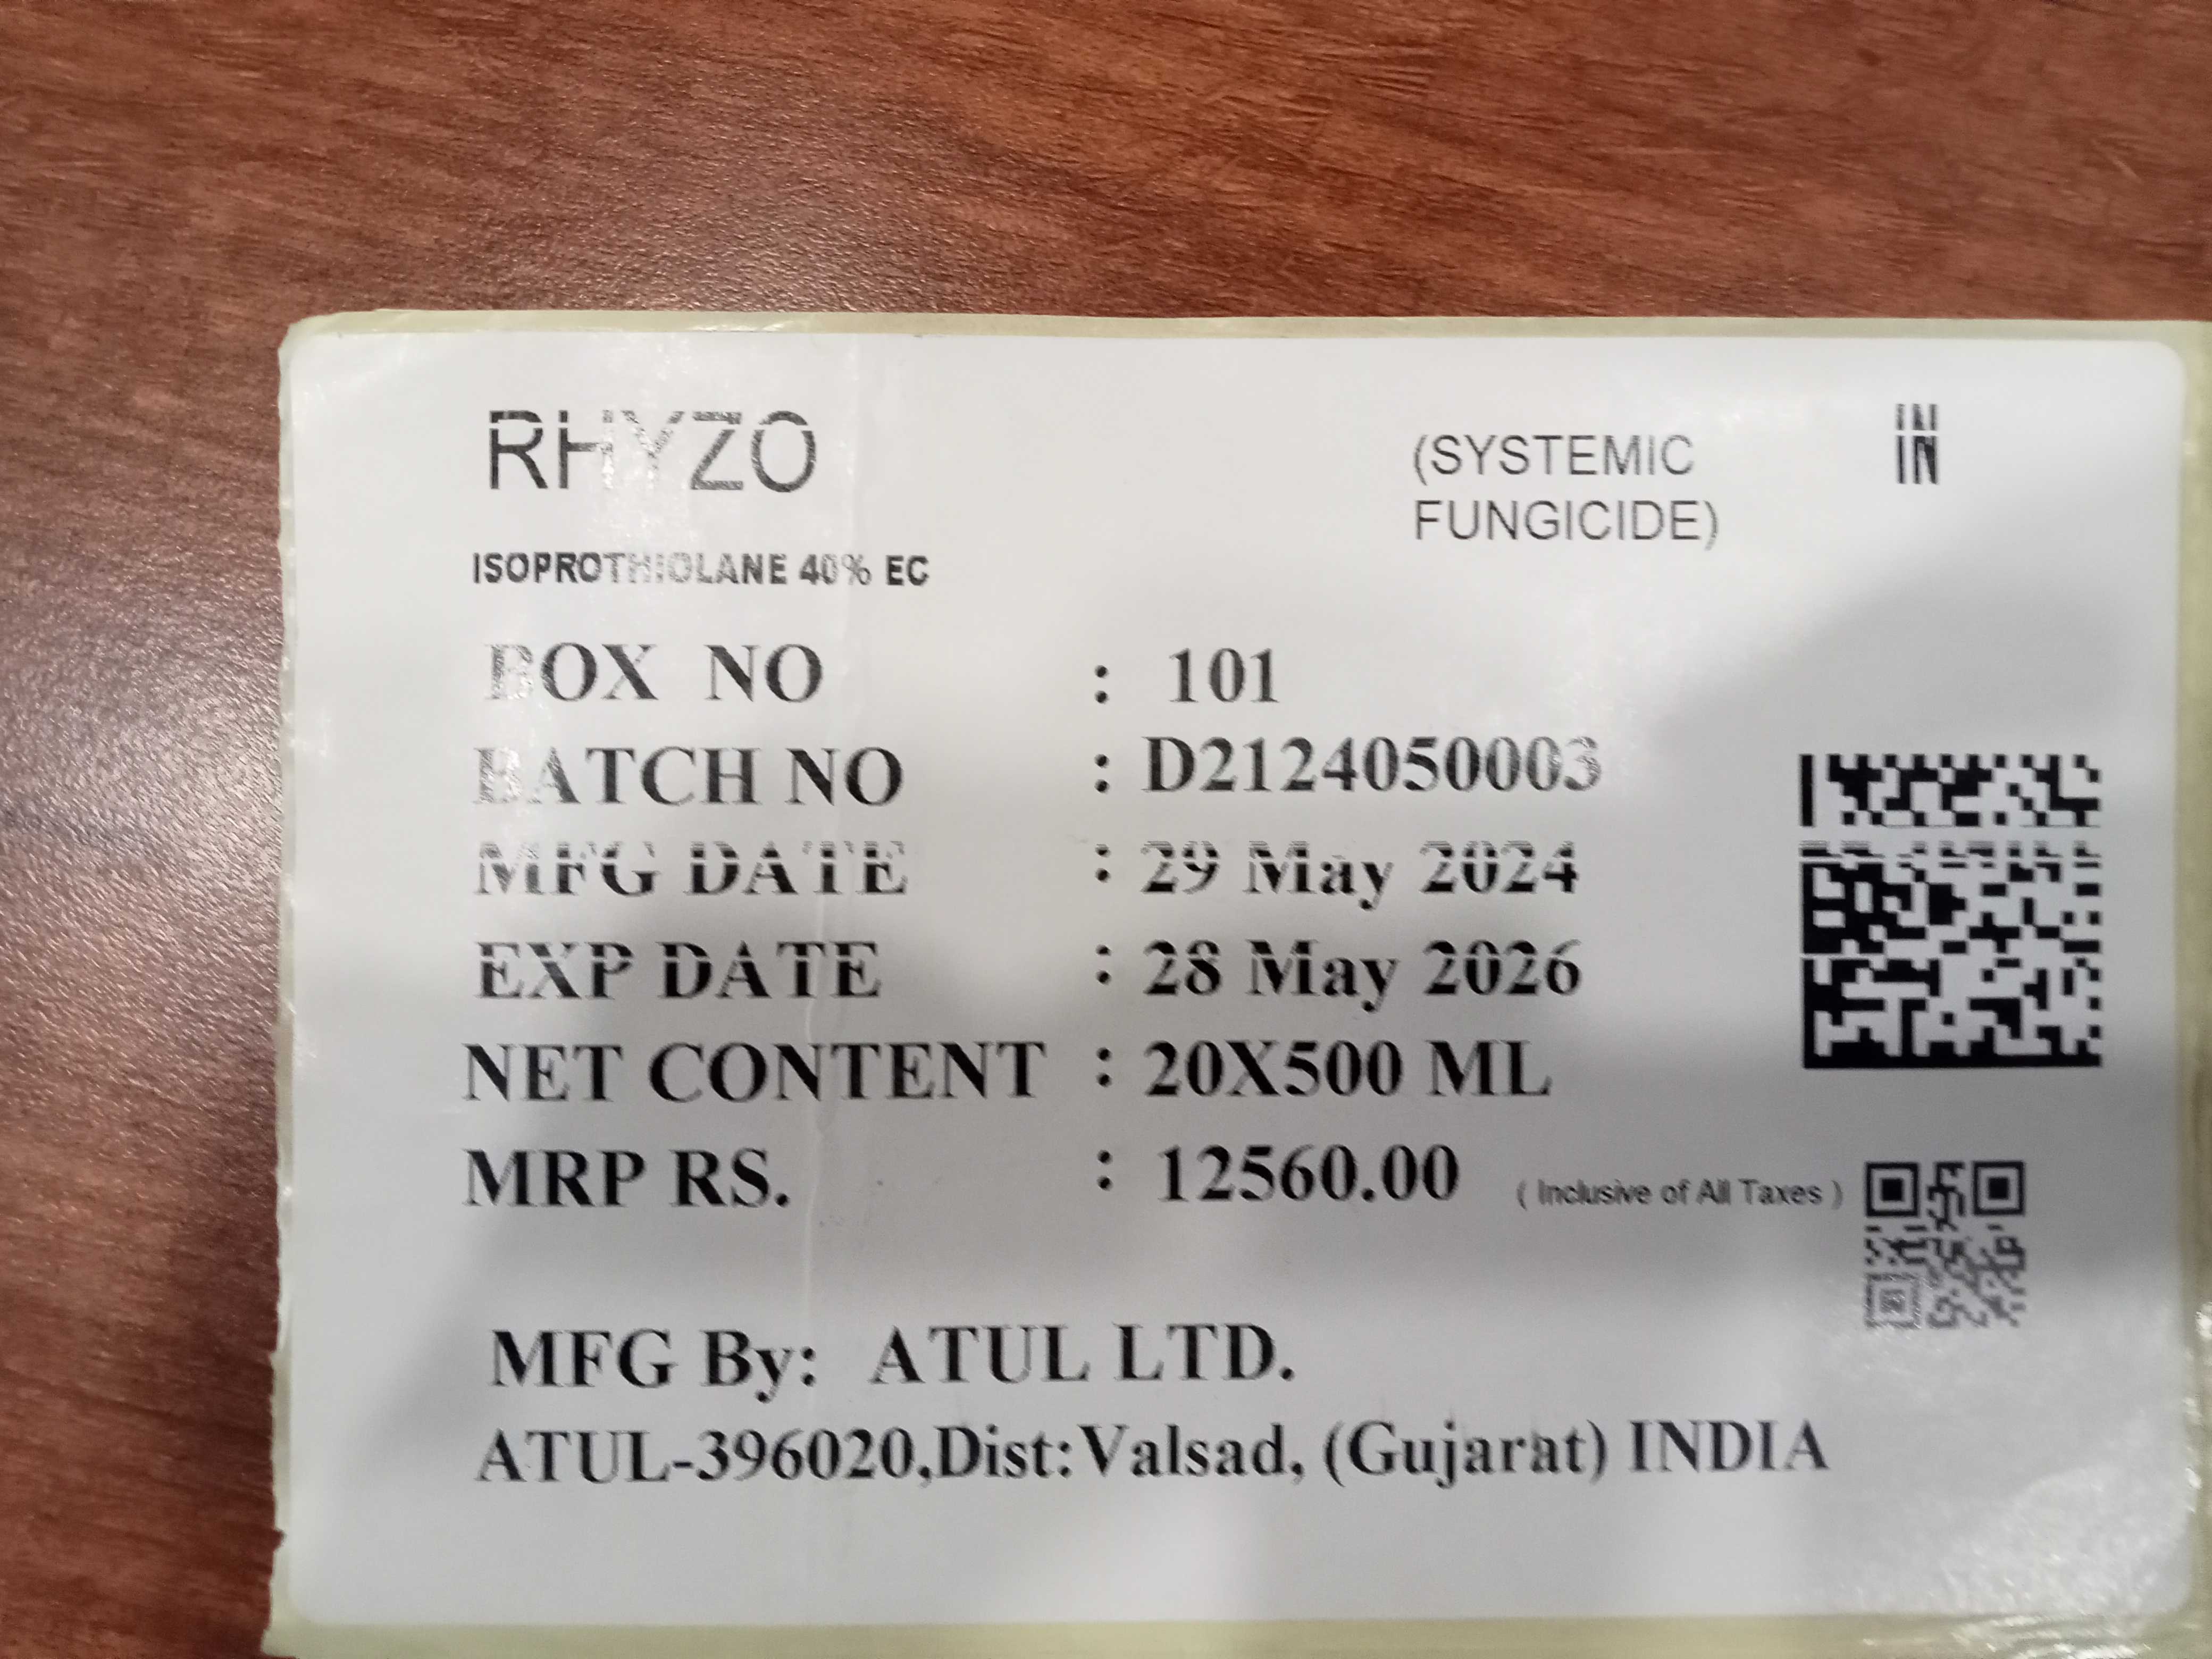 RHYZO
(SYSTEMIC
FUNGICIDE)
IN
ISOPROTHIOLANE 40% EC
BOX NO : 101
BATCH NO : D2124050003
MFG DATE : 29 May 2024
EXP DATE : 28 May 2026
NET CONTENT : 20X500 ML
MRP RS. : 12560.00 ( Inclusive of All Taxes )
MFG By: ATUL LTD.
ATUL-396020,Dist:Valsad, (Gujarat) INDIA